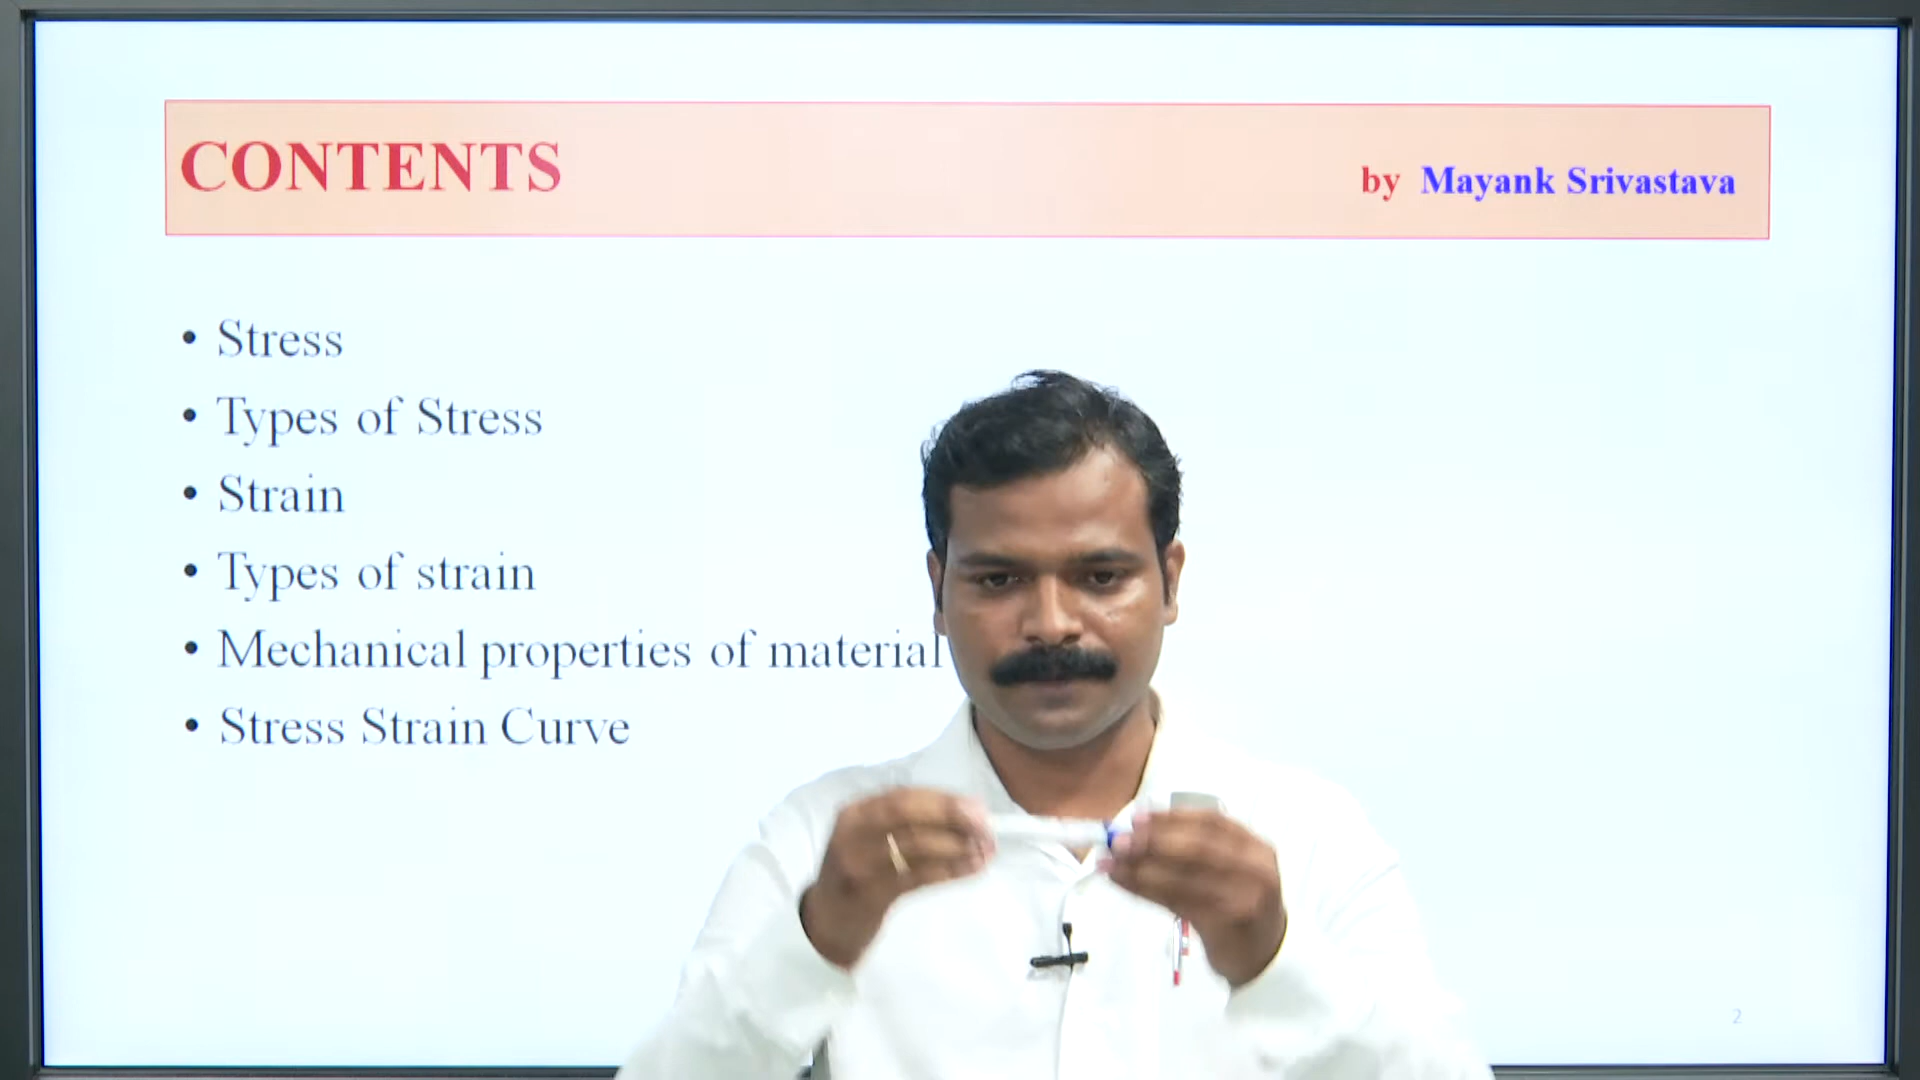 CONTENTS
by Mayank Srivastava
• Stress
• Types of Stress
• Strain
• Types of strain
• Mechanical properties of material
• Stress Strain Curve
2